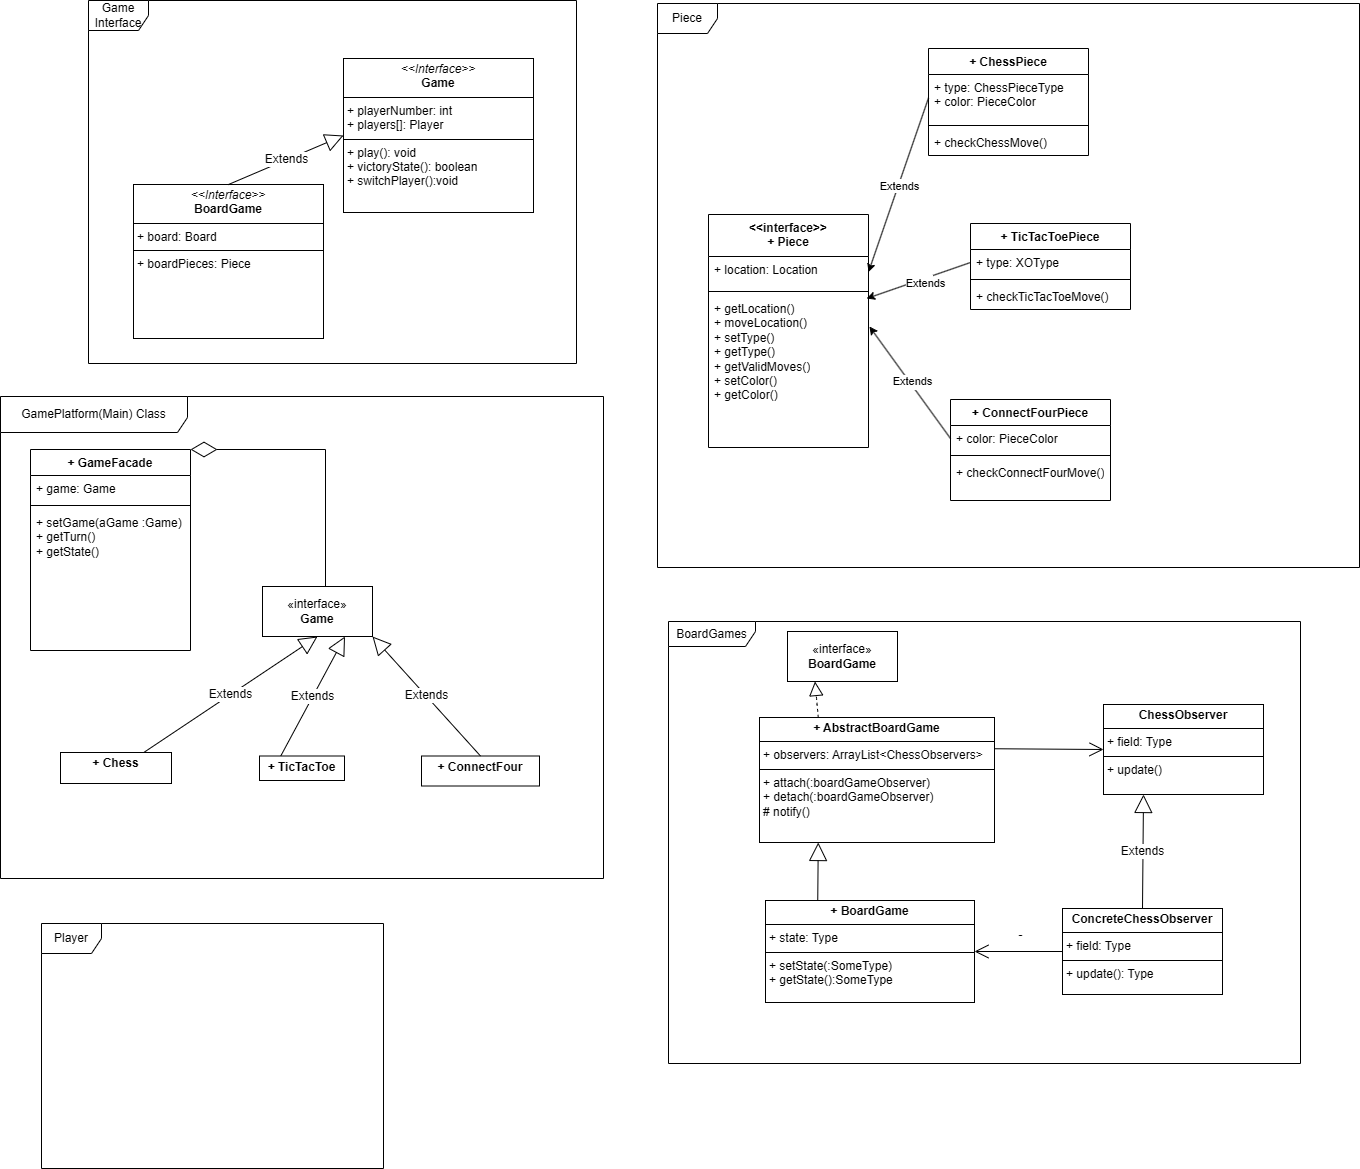 Game
Interface
<<Interface>>
Game
+ playerNumber: int
+ players[]: Player
+ play(): void
+ victoryState(): boolean
+ switchPlayer():void
Extends
<<Interface>>
BoardGame
+ board: Board
+ boardPieces: Piece
Piece
+ ChessPiece
+ type: ChessPieceType
+ color: PieceColor
+ checkChessMove()
Extends
<<interface>>
+ Piece
+ location: Location
+ getLocation()
+ moveLocation()
+ setType()
+ getType()
+ getValidMoves()
+ setColor()
+ getColor()
+ TicTacToePiece
+ type: XOType
+ checkTicTacToeMove()
Extends
Extends
+ ConnectFourPiece
+ color: PieceColor
+ checkConnectFourMove()
GamePlatform(Main) Class
+ GameFacade
+ game: Game
+ setGame(aGame :Game)
+ getTurn()
+ getState()
«interface»
Game
Extends
Extends
Extends
+ Chess
+ TicTacToe
+ ConnectFour
BoardGames
«interface»
BoardGame
+ AbstractBoardGame
+ observers: ArrayList<ChessObservers>
+ attach(:boardGameObserver)
+ detach(:boardGameObserver)
# notify()
ChessObserver
+ field: Type
+ update()
Extends
+ BoardGame
+ state: Type
+ setState(:SomeType)
+ getState():SomeType
-
ConcreteChessObserver
+ field: Type
+ update(): Type
Player